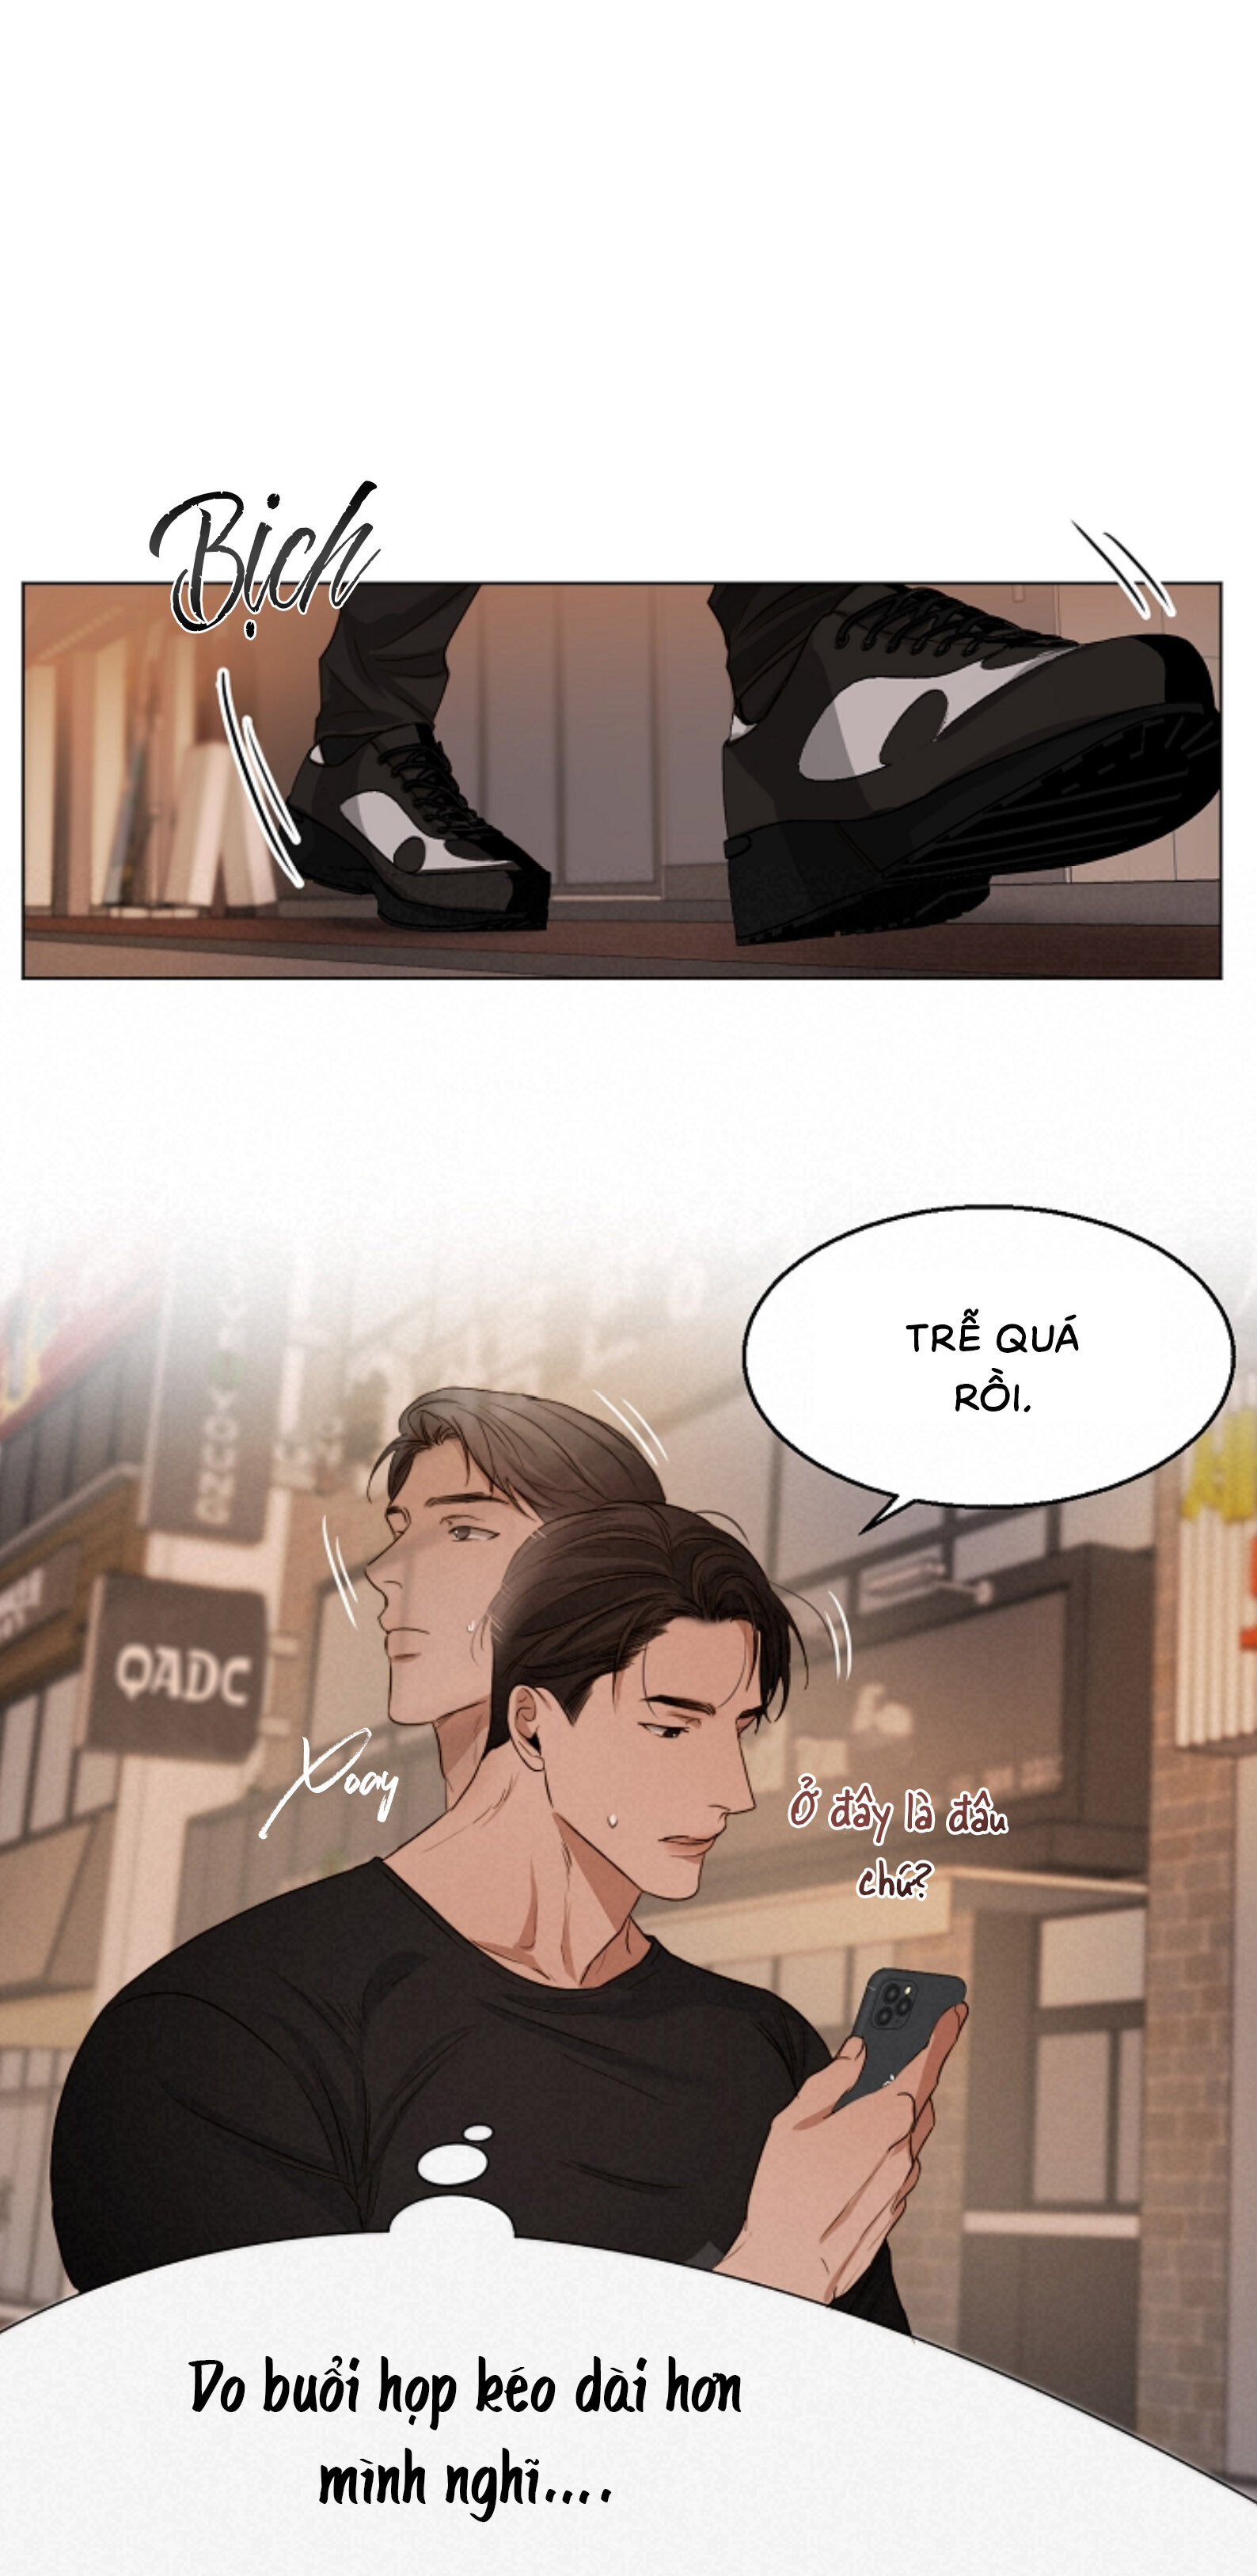 Bịch
TRỄ QUÁ
RỒI.
QADC
Xoay
Ở đây là đâu
chứ?
Do buổi họp kéo dài hơn
mình nghĩ....